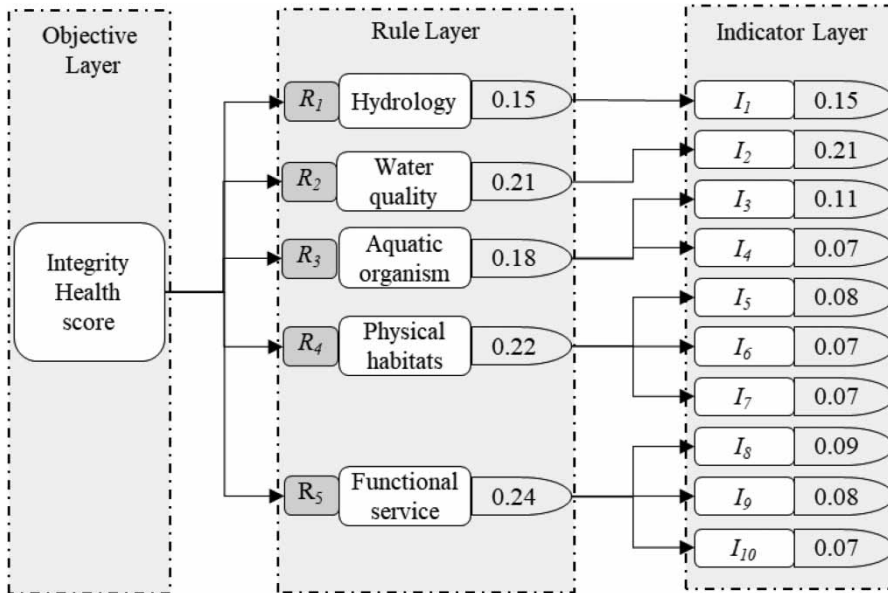 Objective
Layer
Integrity
Health
score
Rule Layer
R1 Hydrology 0.15
R2 Water
quality 0.21
R3 Aquatic
organism 0.18
R4 Physical
habitats 0.22
R5 Functional
service 0.24
Indicator Layer
I1 0.15
I2 0.21
I3 0.11
I4 0.07
I5 0.08
I6 0.07
I7 0.07
I8 0.09
I9 0.08
I10 0.07